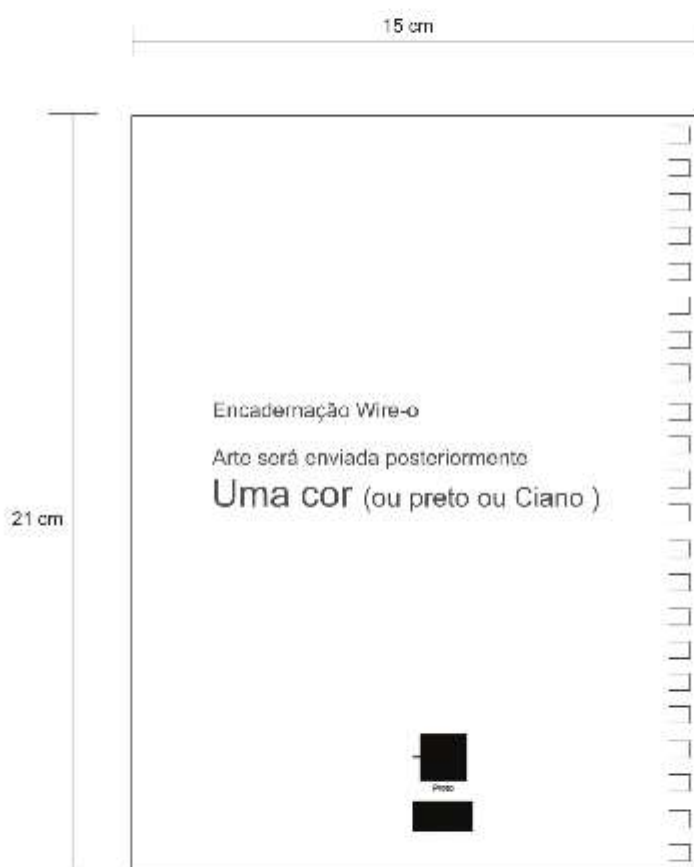 15 cm
Encadernação Wire-o
Arte será enviada posteriormente
Uma cor (ou preto ou Ciano )
21 cm
Preto